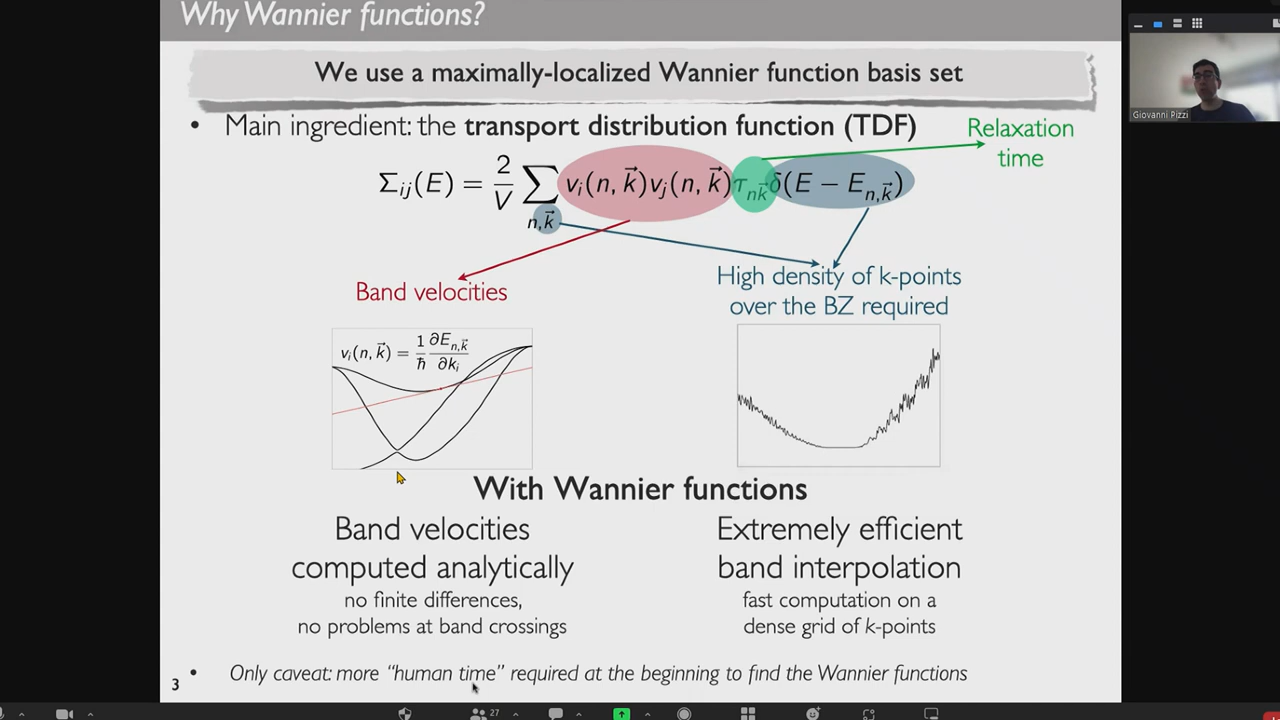 Why Wannier functions?
We use a maximally-localized Wannier function basis set
• Main ingredient: the transport distribution function (TDF)
Relaxation
time
Σij(E) = 2/V ∑n,k⃗ vi(n, k⃗)vj(n, k⃗)τnk⃗δ(E − En,k⃗)
Band velocities
High density of k-points
over the BZ required
vi(n, k⃗) = 1/ħ ∂En,k⃗/∂ki
With Wannier functions
Band velocities
computed analytically
no finite differences,
no problems at band crossings
Extremely efficient
band interpolation
fast computation on a
dense grid of k-points
• Only caveat: more “human time” required at the beginning to find the Wannier functions
3
Giovanni Pizzi
27